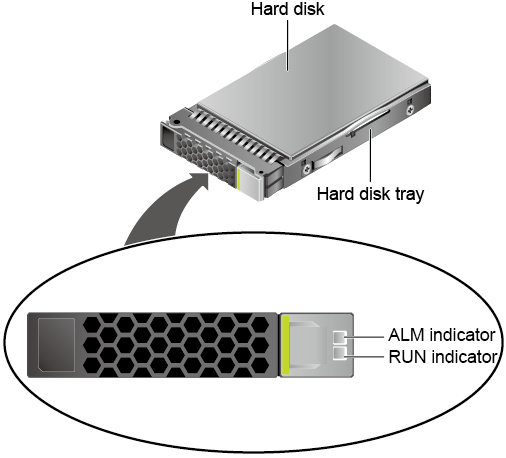 Hard disk
Hard disk tray
ALM indicator
RUN indicator